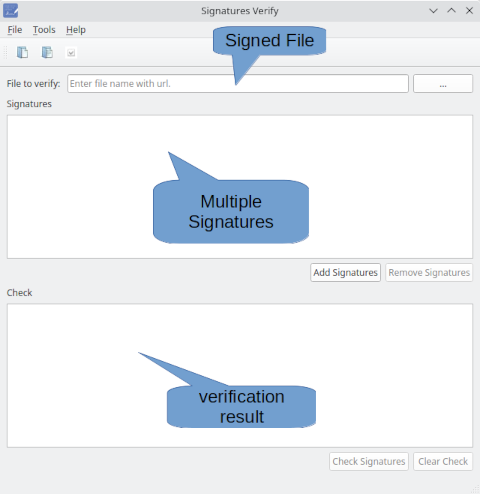 Signatures Verify
File Tools Help
Signed File
File to verify: Enter file name with url. ...
Signatures
Multiple
Signatures
Add Signatures Remove Signatures
Check
verification
result
Check Signatures Clear Check